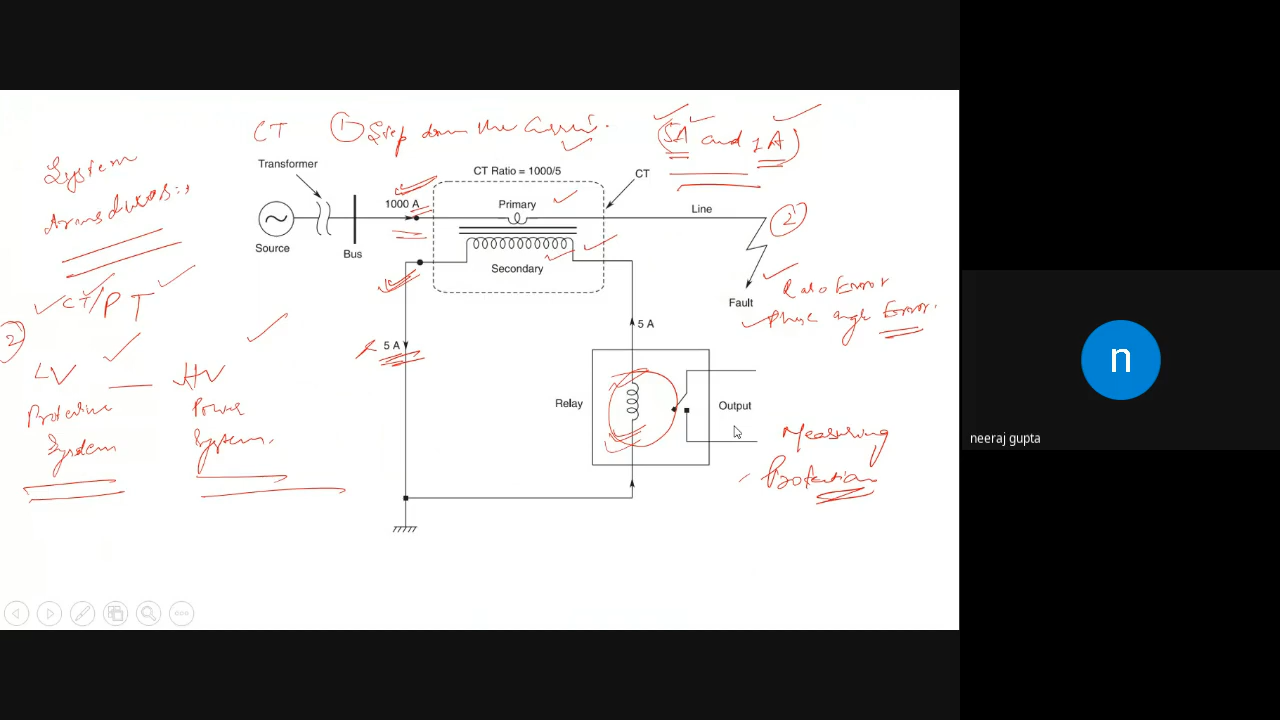 CT ① Step down the Current.
(5A and 1A)
System
transducers:
CT/PT
Transformer
CT Ratio = 1000/5
CT
1000 A
Primary
Line
Source
Bus
Secondary
2
Fault
Ratio Error
Phase angle Error.
2
LV — HV
Protective Power
System System.
5 A
5 A
Relay
Output
Measuring
Protection
n
neeraj gupta